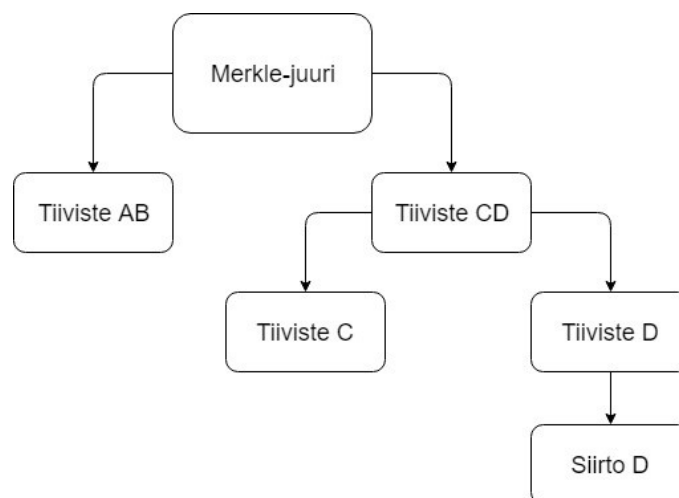 Merkle-juuri
Tiiviste AB
Tiiviste CD
Tiiviste C
Tiiviste D
Siirto D